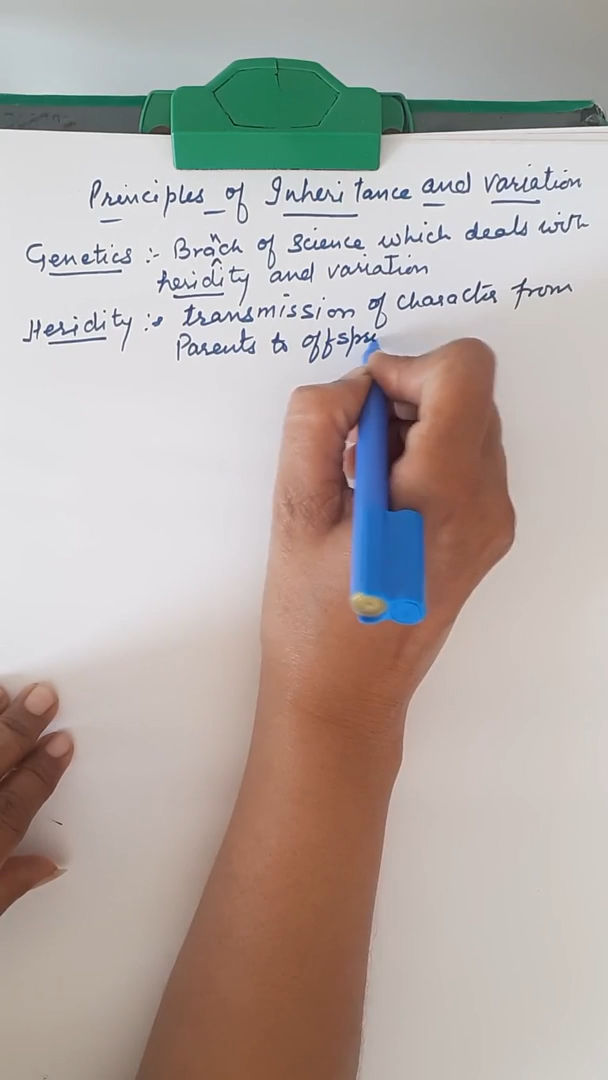 Principles of Inheritance and variation
Genetics :- Branch of science which deals with
heridity and variation
Heridity :- transmission of character from
Parents to offspr